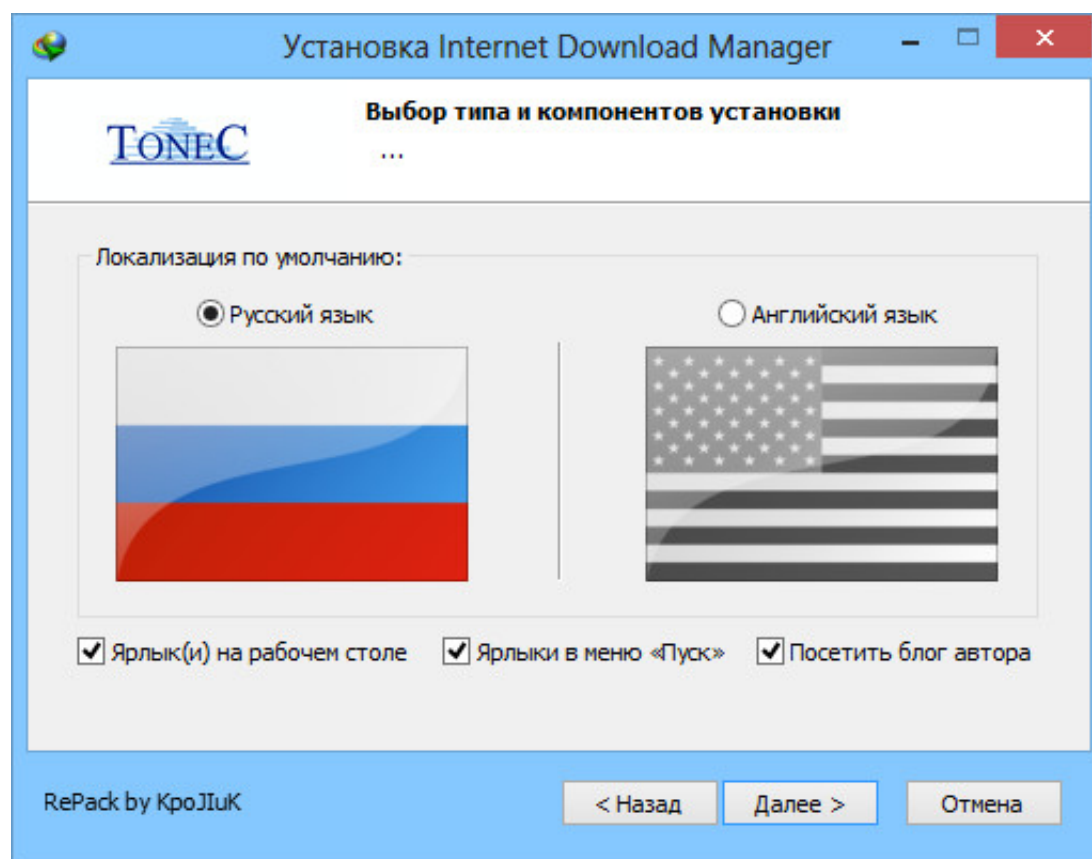 Установка Internet Download Manager
TONEC
Выбор типа и компонентов установки
...
Локализация по умолчанию:
Русский язык
Английский язык
Ярлык(и) на рабочем столе
Ярлыки в меню «Пуск»
Посетить блог автора
RePack by KpoJIuK
< Назад
Далее >
Отмена